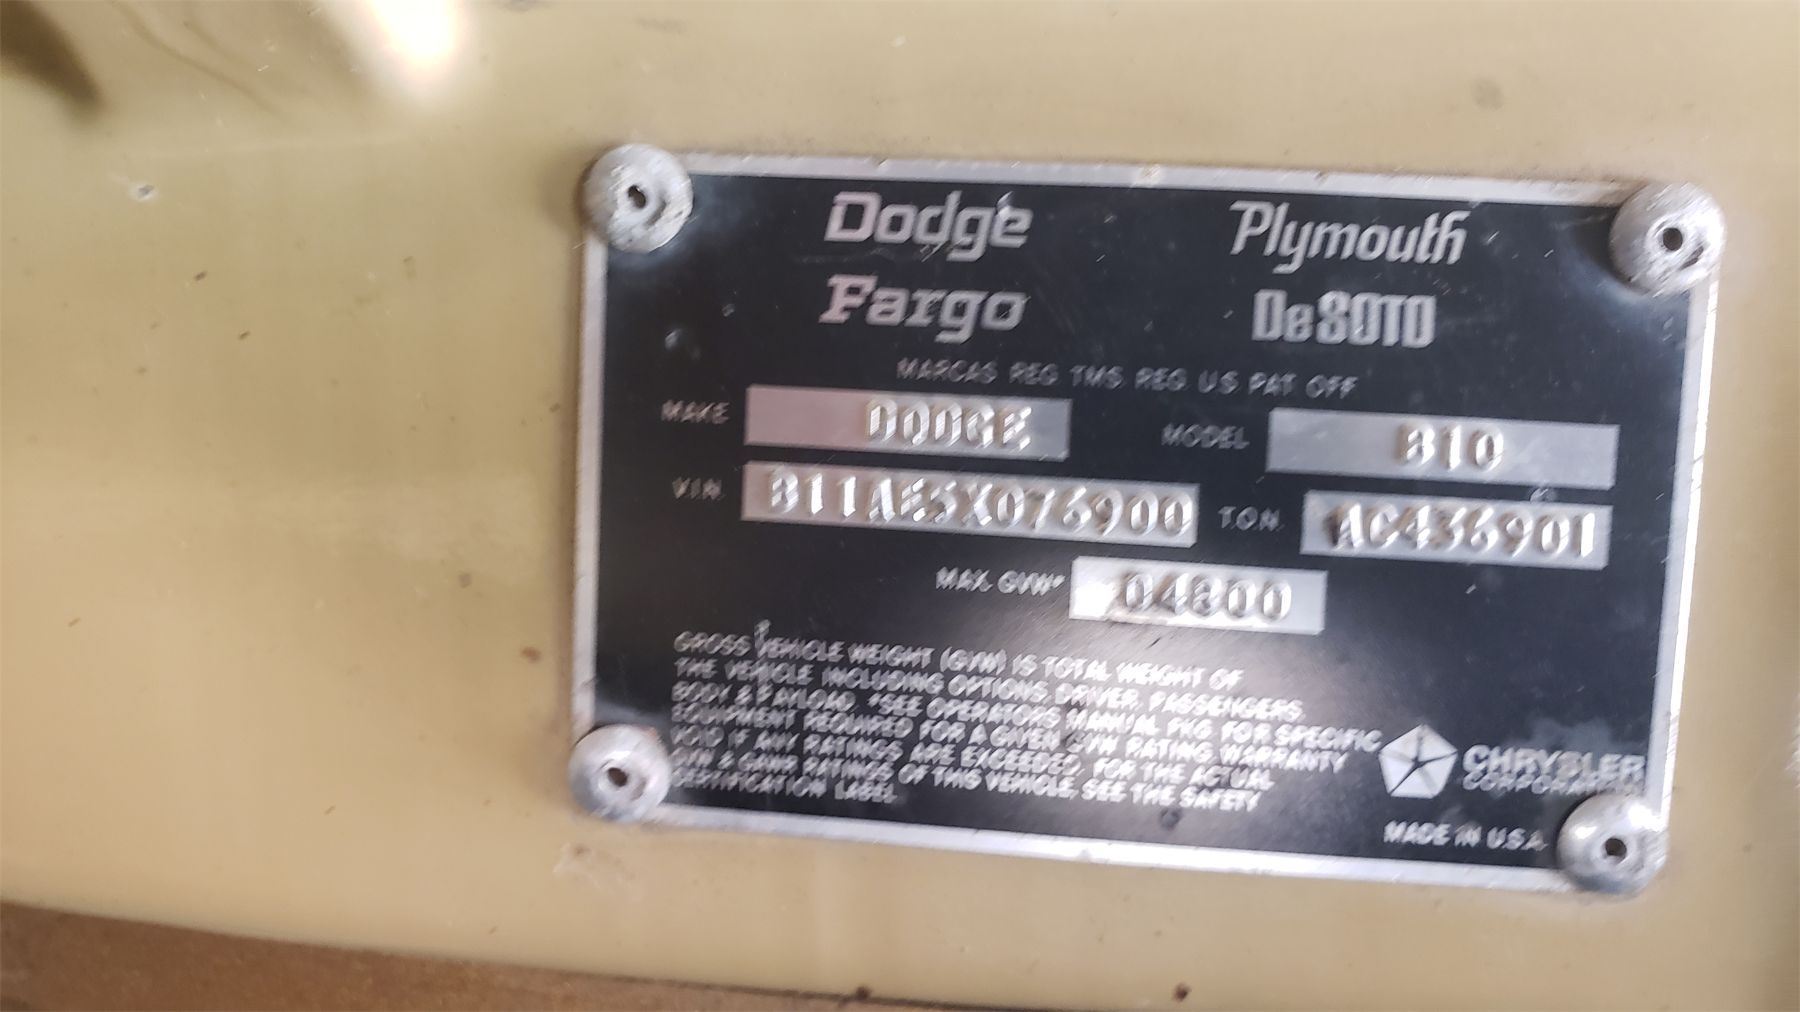 Dodge Plymouth
Fargo DeSOTO
MARCAS REG TMS. REG. U.S. PAT. OFF.
MAKE DODGE MODEL B10
V.I.N. B11AE5X076900 T.O.N. AC436901
MAX. GVW* 04800
GROSS VEHICLE WEIGHT (GVW) IS TOTAL WEIGHT OF
THE VEHICLE INCLUDING OPTIONS, DRIVER, PASSENGERS,
BODY & PAYLOAD. *SEE OPERATORS MANUAL PKG. FOR SPECIFIC
EQUIPMENT REQUIRED FOR A GIVEN GVW RATING. WARRANTY
VOID IF ANY RATINGS ARE EXCEEDED. FOR THE ACTUAL
GVW & GAWR RATINGS OF THIS VEHICLE, SEE THE SAFETY
CERTIFICATION LABEL.
CHRYSLER
CORPORATION
MADE IN U.S.A.